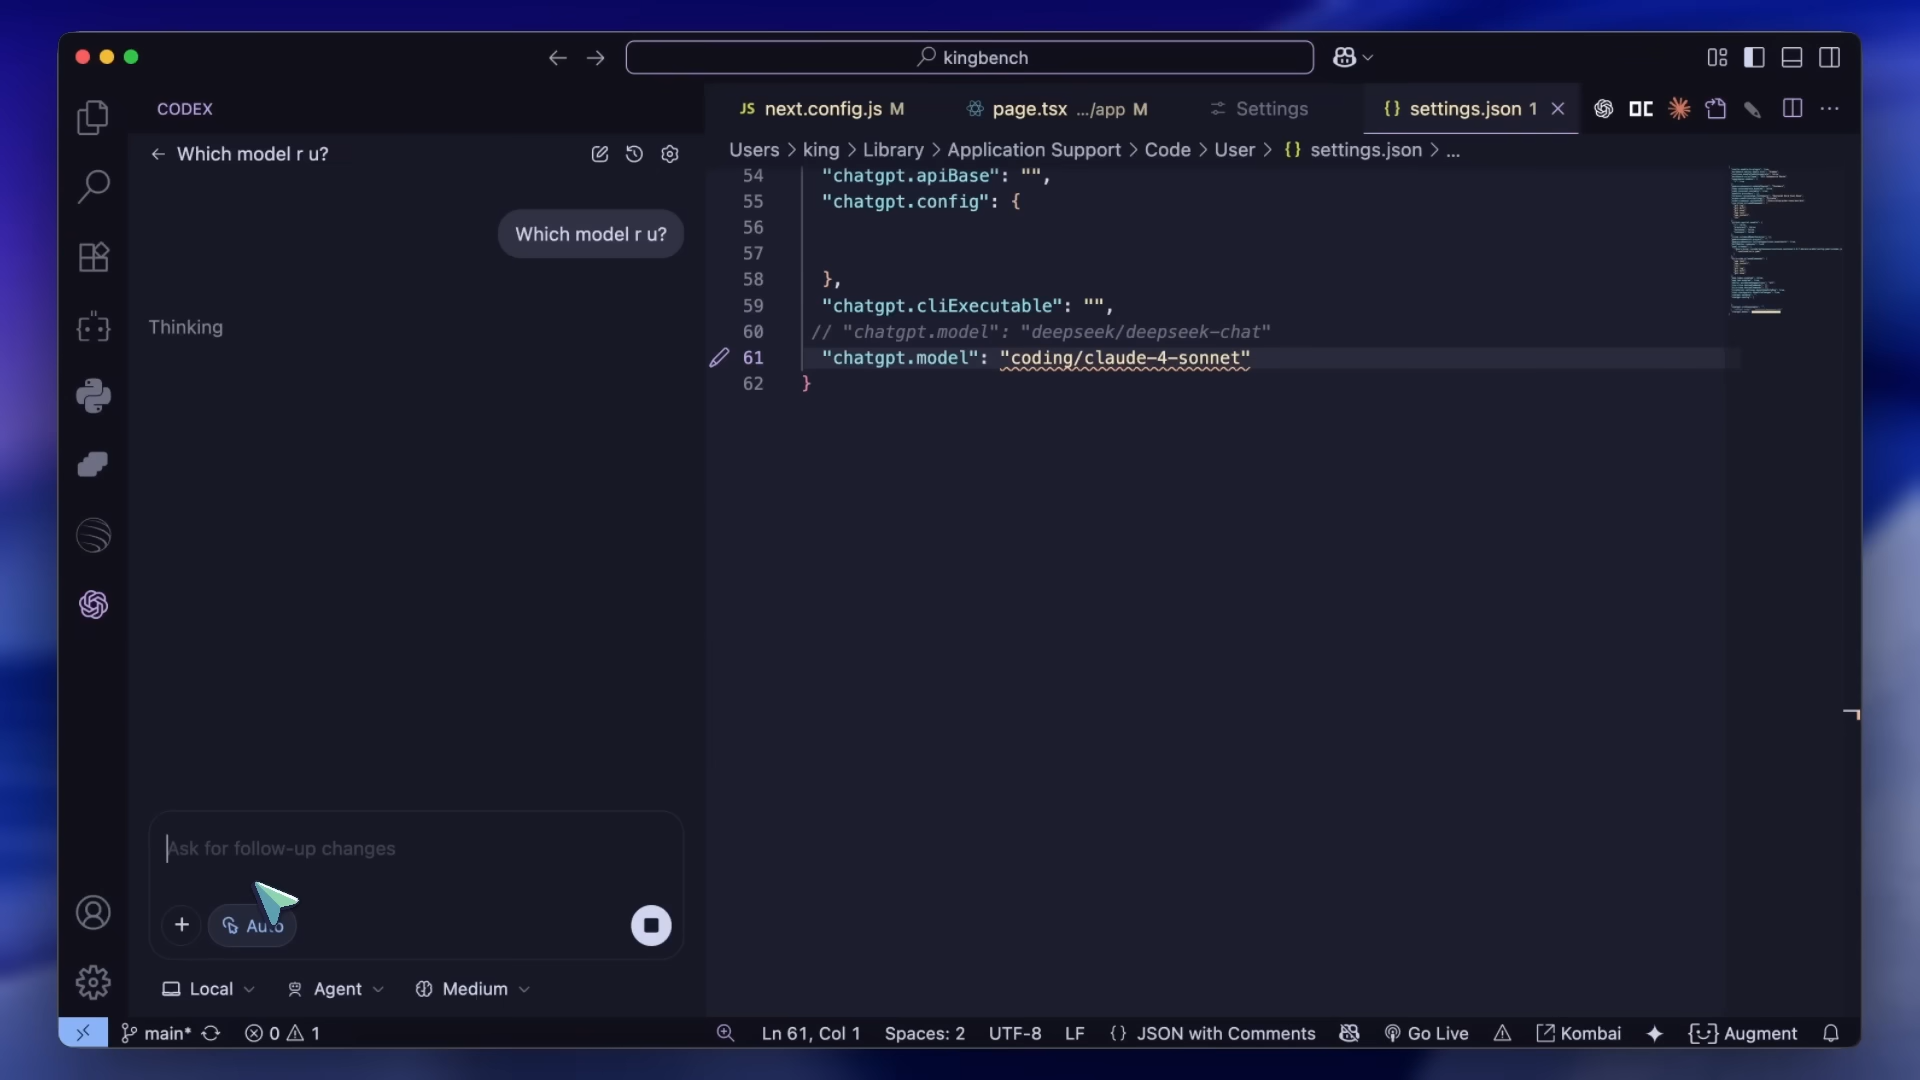 kingbench
CODEX
Which model r u?
Which model r u?
Thinking
Ask for follow-up changes
Auto
Local
Agent
Medium
JS next.config.js M
page.tsx .../app M
Settings
{} settings.json 1
OC
Users > king > Library > Application Support > Code > User > {} settings.json > ...
54 "chatgpt.apiBase": "",
55 "chatgpt.config": {
56
57
58 },
59 "chatgpt.cliExecutable": "",
60 // "chatgpt.model": "deepseek/deepseek-chat"
61 "chatgpt.model": "coding/claude-4-sonnet"
62 }
main* 0 1 Ln 61, Col 1 Spaces: 2 UTF-8 LF {} JSON with Comments Go Live Kombai Augment